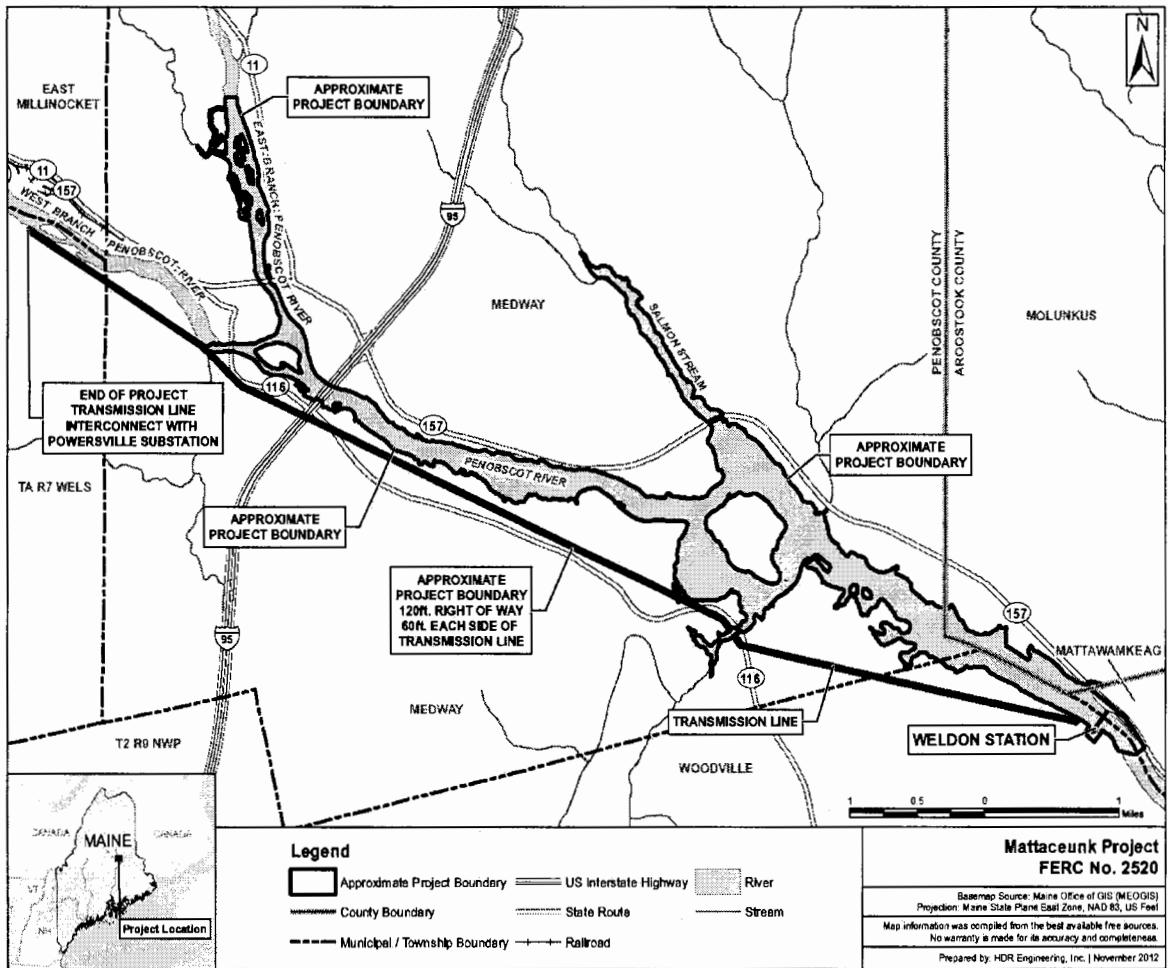 N
EAST
MILLINOCKET
11
APPROXIMATE
PROJECT BOUNDARY
EAST BRANCH PENOBSCOT RIVER
11
157
WEST BRANCH PENOBSCOT RIVER
95
MEDWAY
SALMON STREAM
PENOBSCOT COUNTY
AROOSTOOK COUNTY
MOLUNKUS
END OF PROJECT
TRANSMISSION LINE
INTERCONNECT WITH
POWERSVILLE SUBSTATION
116
157
PENOBSCOT RIVER
APPROXIMATE
PROJECT BOUNDARY
TA R7 WELS
APPROXIMATE
PROJECT BOUNDARY
APPROXIMATE
PROJECT BOUNDARY
120ft. RIGHT OF WAY
60ft. EACH SIDE OF
TRANSMISSION LINE
95
157
MATTAWAMKEAG
116
MEDWAY
TRANSMISSION LINE
WELDON STATION
T2 R9 NWP
WOODVILLE
1 0.5 0 1
Miles
CANADA
MAINE
CANADA
VT
NH
Project Location
Legend
Approximate Project Boundary
US Interstate Highway
River
County Boundary
State Route
Stream
Municipal / Township Boundary
Railroad
Mattaceunk Project
FERC No. 2520
Basemap Source: Maine Office of GIS (MEOGIS)
Projection: Maine State Plane East Zone, NAD 83, US Feet
Map information was compiled from the best available free sources.
No warranty is made for its accuracy and completeness.
Prepared by: HDR Engineering, Inc. | November 2012